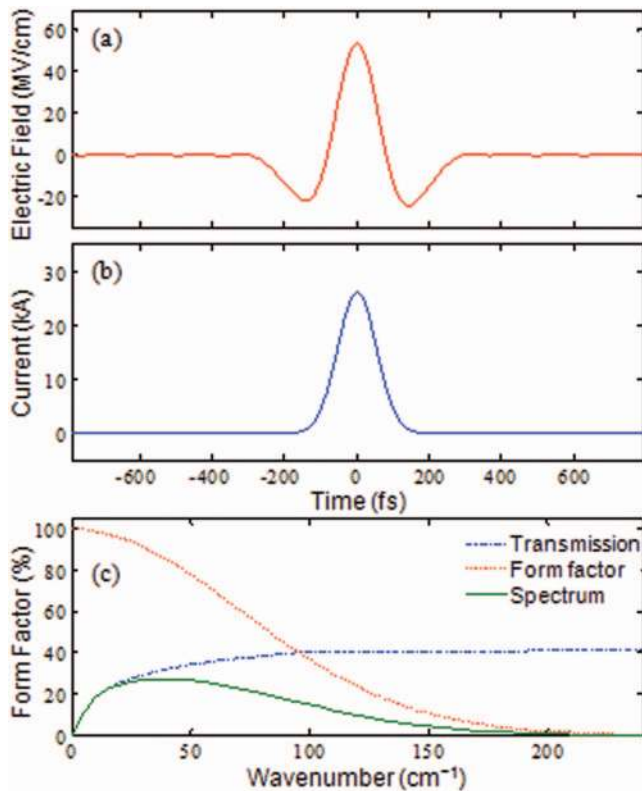 60
(a)
40
20
0
-20
Electric Field (MV/cm)
(b)
30
20
10
0
Current (kA)
-600 -400 -200 0 200 400 600
Time (fs)
100
(c)
80
60
40
20
0
Form Factor (%)
Transmission
Form factor
Spectrum
0 50 100 150 200
Wavenumber (cm⁻¹)